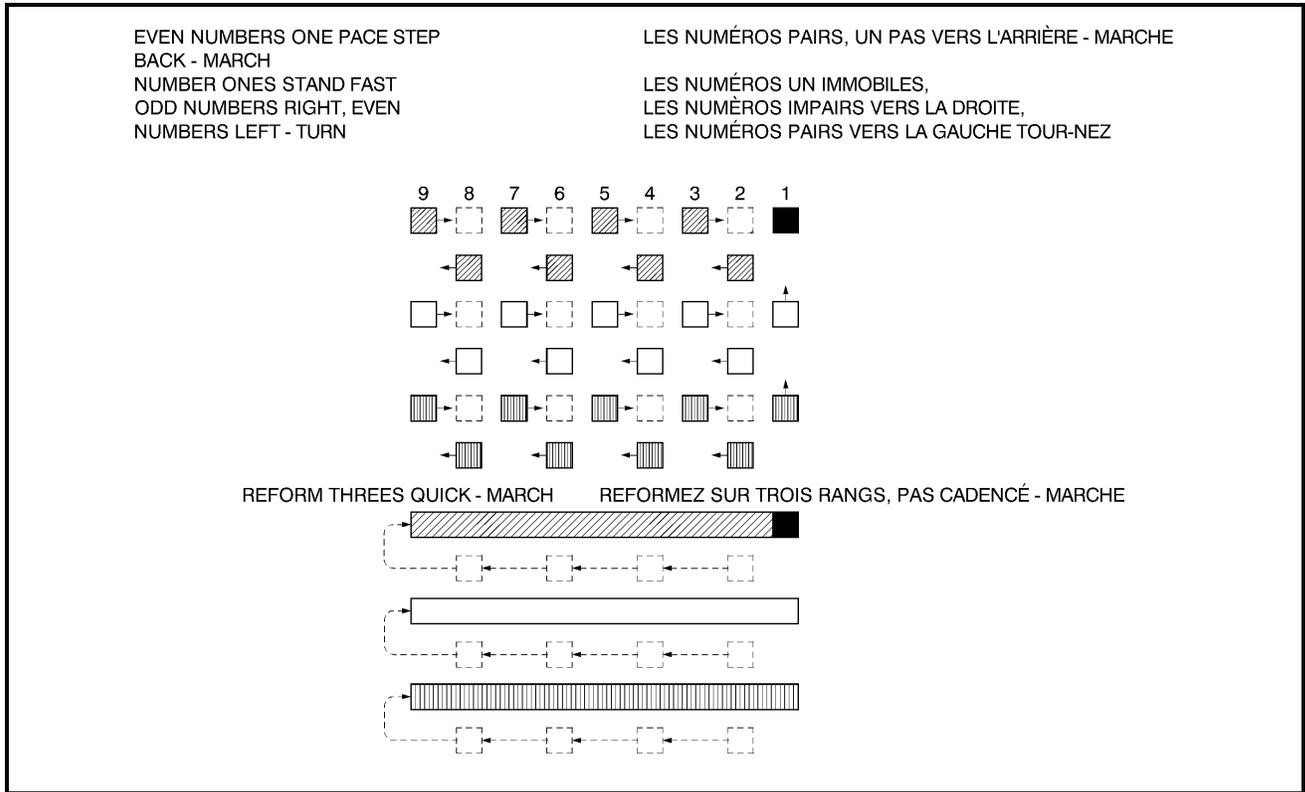 EVEN NUMBERS ONE PACE STEP
BACK - MARCH
NUMBER ONES STAND FAST
ODD NUMBERS RIGHT, EVEN
NUMBERS LEFT - TURN
LES NUMÉROS PAIRS, UN PAS VERS L'ARRIÈRE - MARCHE
LES NUMÉROS UN IMMOBILES,
LES NUMÈROS IMPAIRS VERS LA DROITE,
LES NUMÉROS PAIRS VERS LA GAUCHE TOUR-NEZ
9 8 7 6 5 4 3 2 1
REFORM THREES QUICK - MARCH
REFORMEZ SUR TROIS RANGS, PAS CADENCÉ - MARCHE